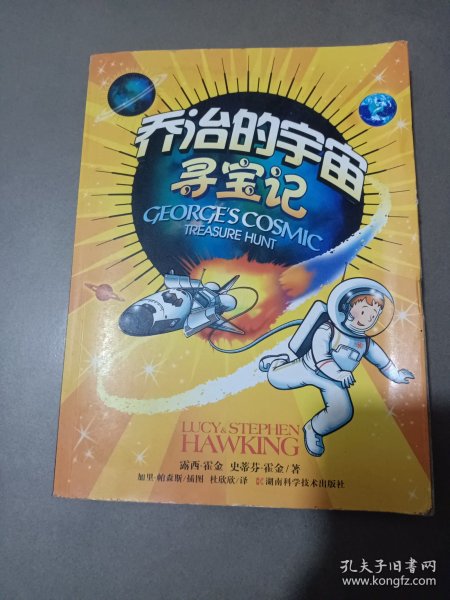 乔治的宇宙
寻宝记
GEORGE'S COSMIC
TREASURE HUNT
LUCY & STEPHEN
HAWKING
露西·霍金 史蒂芬·霍金/著
加里·帕森斯/插图 杜欣欣/译 湖南科学技术出版社
孔夫子旧书网
www.kongfz.com